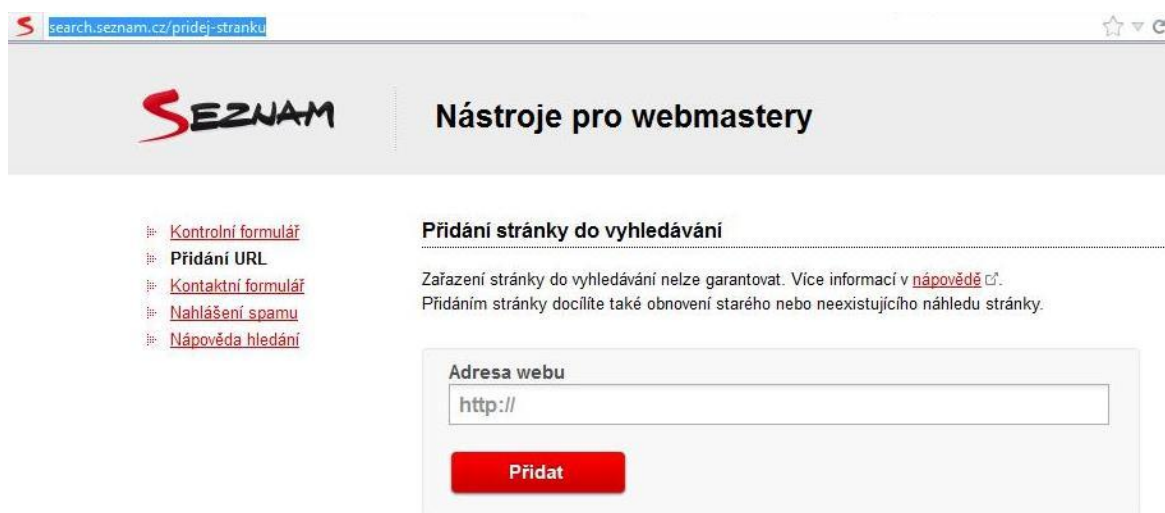 search.seznam.cz/pridej-stranku
SEZNAM
Nástroje pro webmastery
Kontrolní formulář
Přidání URL
Kontaktní formulář
Nahlášení spamu
Nápověda hledání
Přidání stránky do vyhledávání
Zařazení stránky do vyhledávání nelze garantovat. Více informací v nápovědě.
Přidáním stránky docílíte také obnovení starého nebo neexistujícího náhledu stránky.
Adresa webu
http://
Přidat